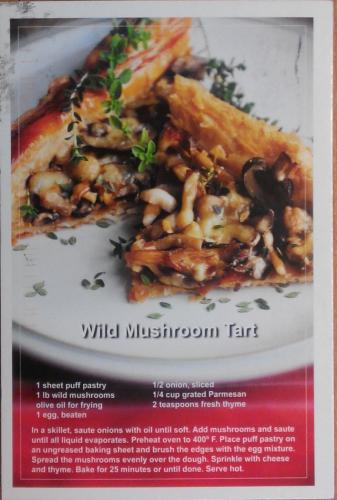 Wild Mushroom Tart
1 sheet puff pastry
1 lb wild mushrooms
olive oil for frying
1 egg, beaten
1/2 onion, sliced
1/4 cup grated Parmesan
2 teaspoons fresh thyme
In a skillet, saute onions with oil until soft. Add mushrooms and saute
until all liquid evaporates. Preheat oven to 400º F. Place puff pastry on
an ungreased baking sheet and brush the edges with the egg mixture.
Spread the mushrooms evenly over the dough. Sprinkle with cheese
and thyme. Bake for 25 minutes or until done. Serve hot.